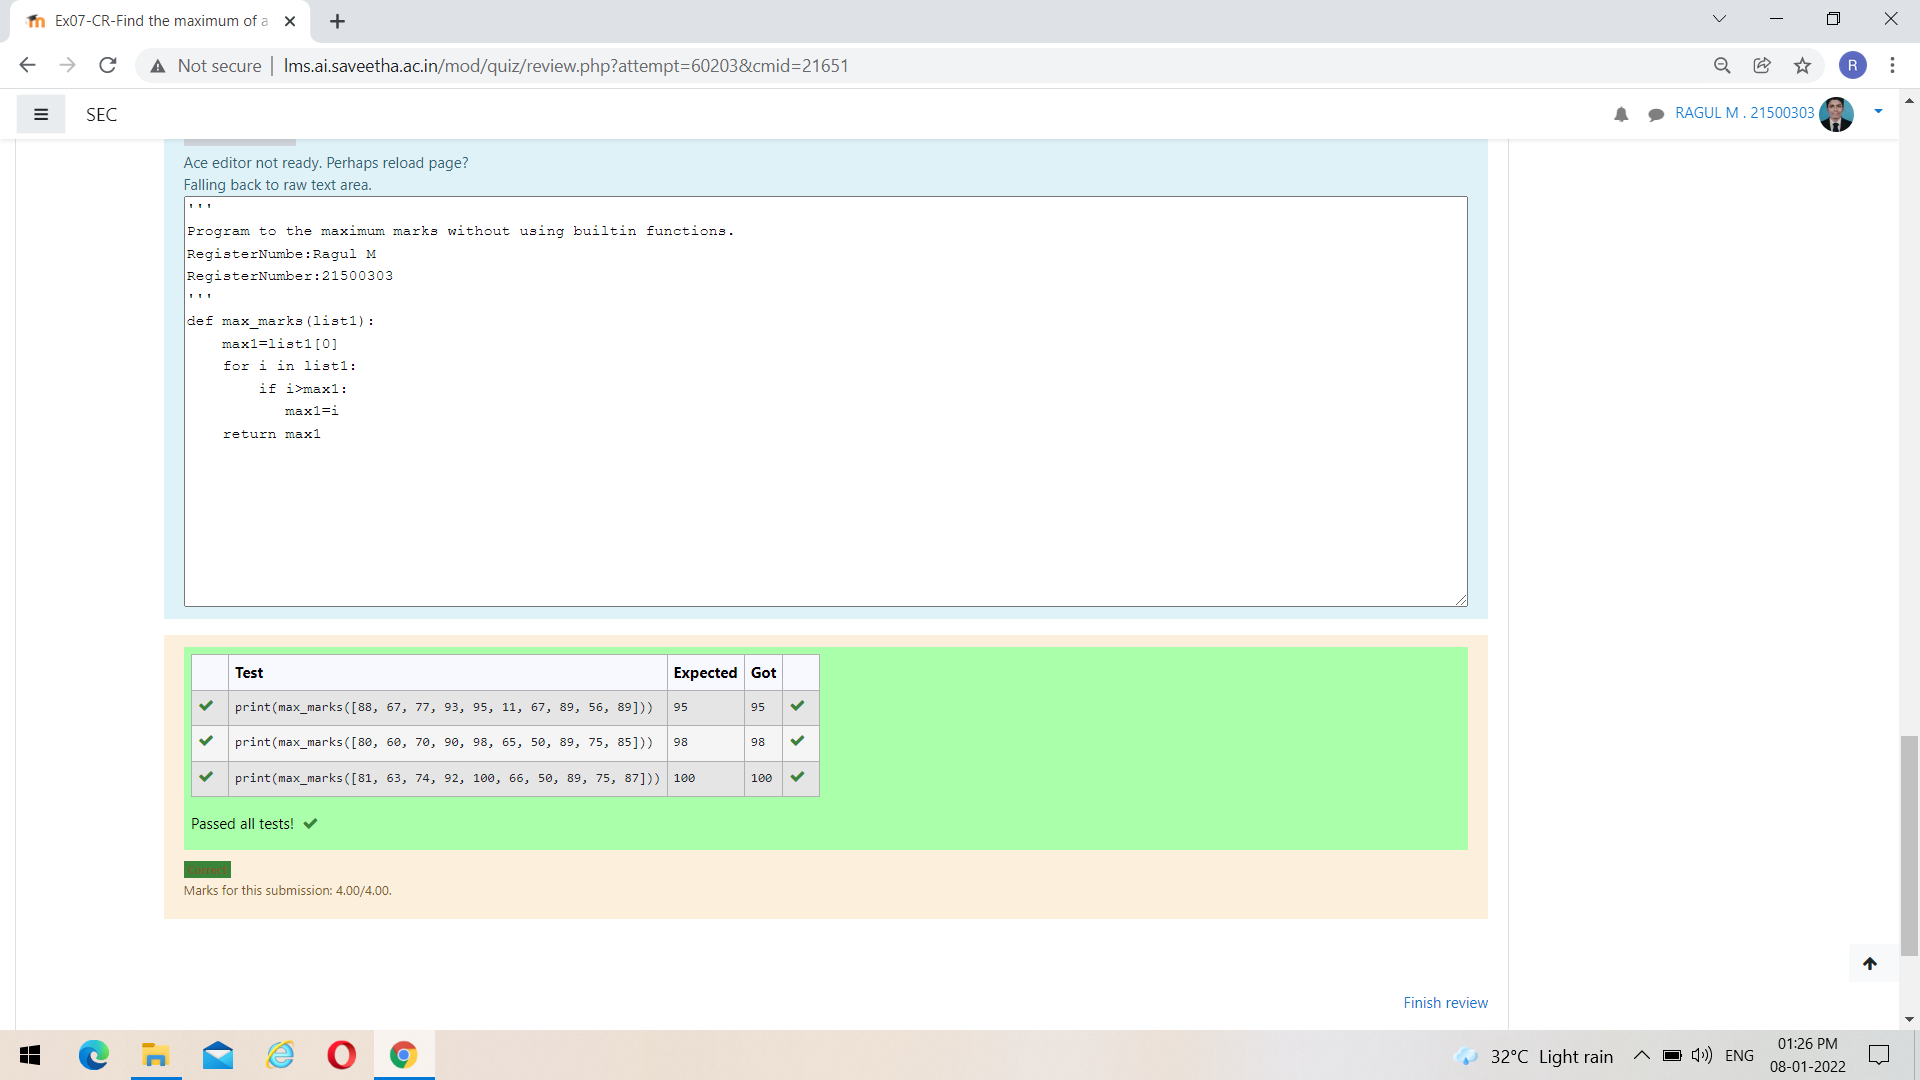 Ex07-CR-Find the maximum of a
Not secure | lms.ai.saveetha.ac.in/mod/quiz/review.php?attempt=60203&cmid=21651
R
SEC
RAGUL M . 21500303
Ace editor not ready. Perhaps reload page?
Falling back to raw text area.
'''
Program to the maximum marks without using builtin functions.
RegisterNumbe:Ragul M
RegisterNumber:21500303
'''
def max_marks(list1):
    max1=list1[0]
    for i in list1:
        if i>max1:
           max1=i
    return max1
Test Expected Got
print(max_marks([88, 67, 77, 93, 95, 11, 67, 89, 56, 89])) 95 95
print(max_marks([80, 60, 70, 90, 98, 65, 50, 89, 75, 85])) 98 98
print(max_marks([81, 63, 74, 92, 100, 66, 50, 89, 75, 87])) 100 100
Passed all tests!
Correct
Marks for this submission: 4.00/4.00.
Finish review
32°C Light rain
ENG
01:26 PM
08-01-2022